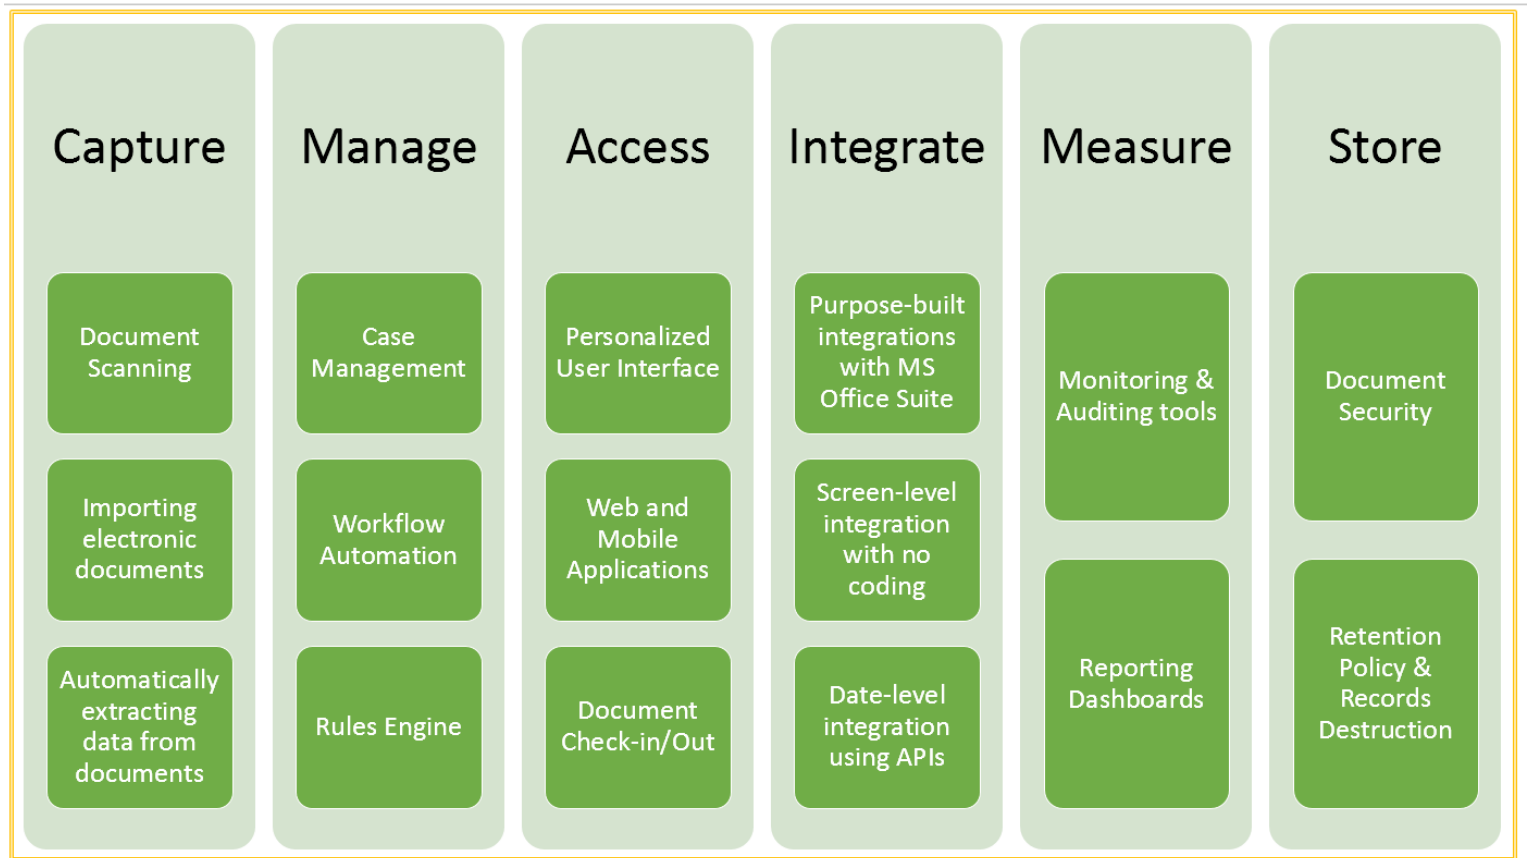 Capture
Document
Scanning
Importing
electronic
documents
Automatically
extracting
data from
documents
Manage
Case
Management
Workflow
Automation
Rules Engine
Access
Personalized
User Interface
Web and
Mobile
Applications
Document
Check-in/Out
Integrate
Purpose-built
integrations
with MS
Office Suite
Screen-level
integration
with no
coding
Date-level
integration
using APIs
Measure
Monitoring &
Auditing tools
Reporting
Dashboards
Store
Document
Security
Retention
Policy &
Records
Destruction